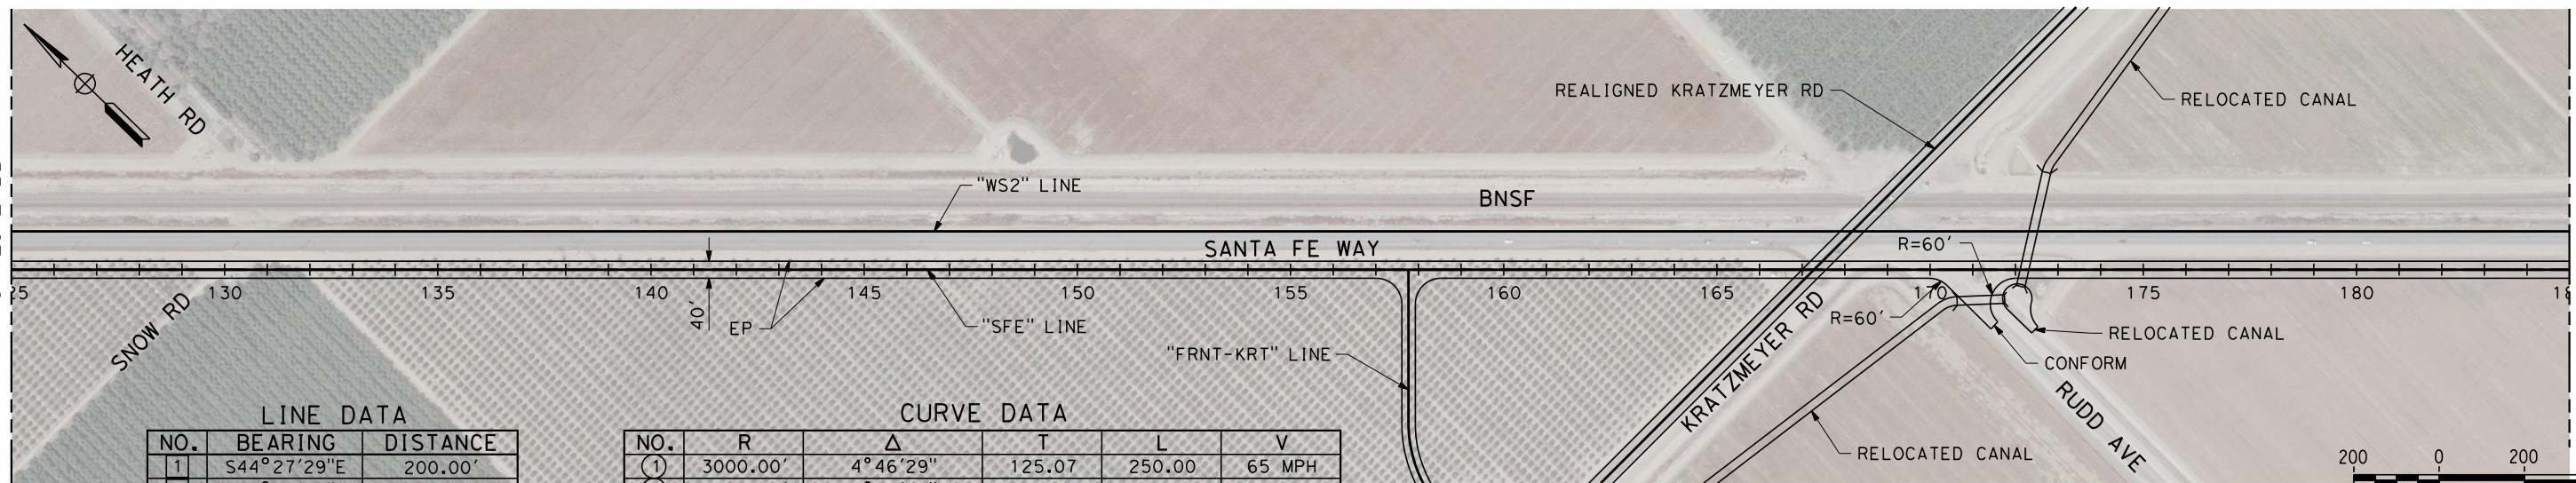 HEATH RD
REALIGNED KRATZMEYER RD
RELOCATED CANAL
"WS2" LINE
BNSF
SANTA FE WAY
R=60'
130 135 140 145 150 155 160 165 170 175 180
SNOW RD
40'
EP
"SFE" LINE
R=60'
RELOCATED CANAL
"FRNT-KRT" LINE
CONFORM
KRATZMEYER RD
RUDD AVE
RELOCATED CANAL
LINE DATA
NO. BEARING DISTANCE
1 S44°27'29"E 200.00'
CURVE DATA
NO. R Δ T L V
1 3000.00' 4°46'29" 125.07 250.00 65 MPH
200 0 200